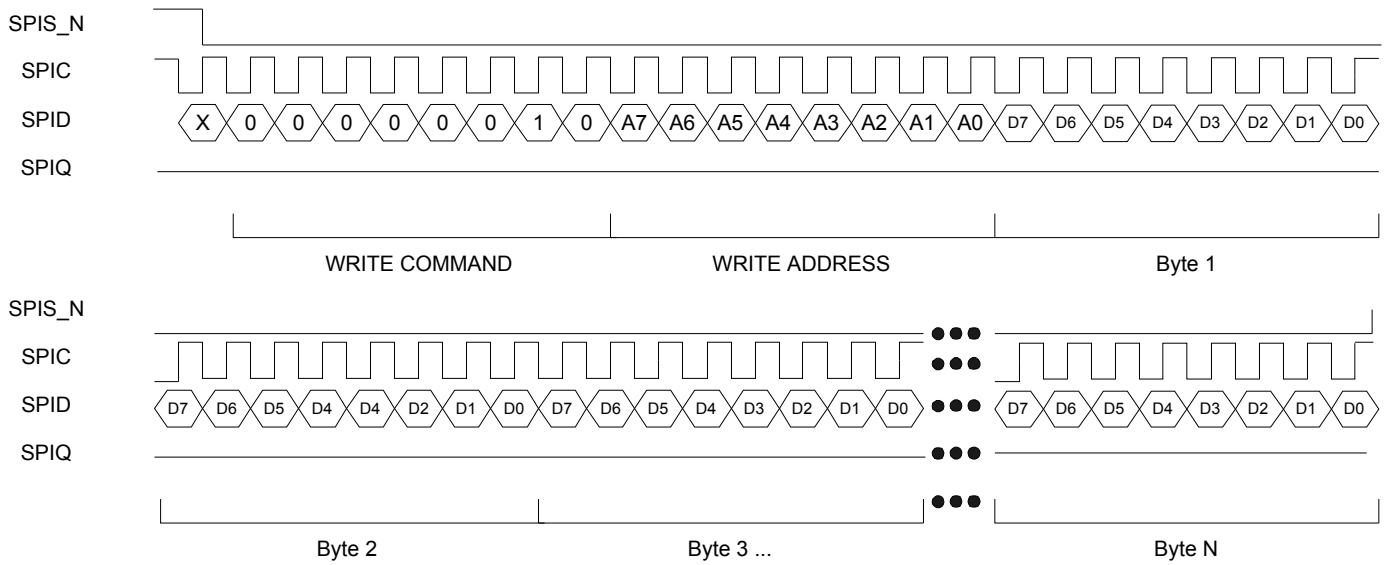 SPIS_N
SPIC
SPID X 0 0 0 0 0 0 1 0 A7 A6 A5 A4 A3 A2 A1 A0 D7 D6 D5 D4 D3 D2 D1 D0
SPIQ
WRITE COMMAND WRITE ADDRESS Byte 1
SPIS_N
SPIC
SPID D7 D6 D5 D4 D4 D2 D1 D0 D7 D6 D5 D4 D3 D2 D1 D0 D7 D6 D5 D4 D3 D2 D1 D0
SPIQ
Byte 2 Byte 3 ... Byte N